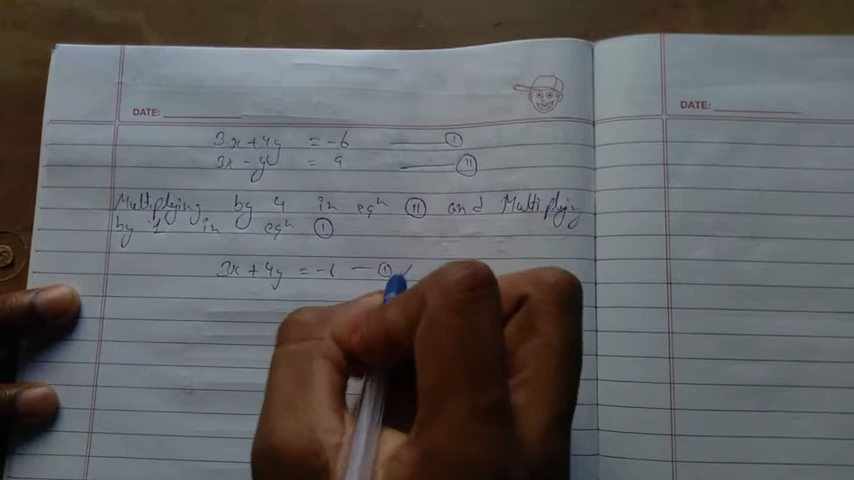 DATE:
DATE:
3x+4y = -6 — I
3x - y = 9 — II
Multiplying by 4 in eqn II and Multiplying
by 1 in eqn I
3x + 4y = -6 — I ✓